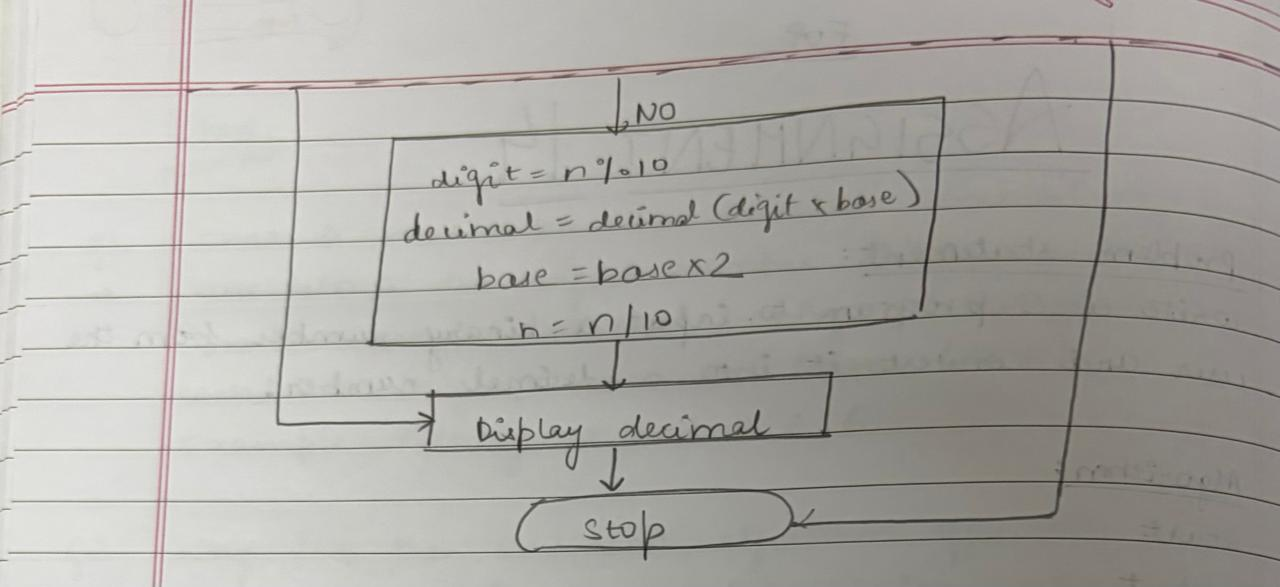 NO
digit = n % 10
decimal = decimal (digit × base)
base = base × 2
n = n/10
Display decimal
Stop